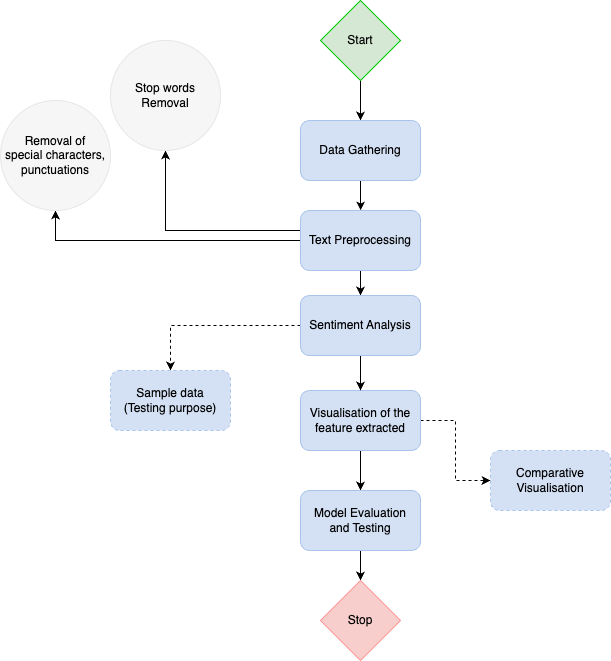 Start
Stop words
Removal
Removal of
special characters,
punctuations
Data Gathering
Text Preprocessing
Sentiment Analysis
Sample data
(Testing purpose)
Visualisation of the
feature extracted
Comparative
Visualisation
Model Evaluation
and Testing
Stop